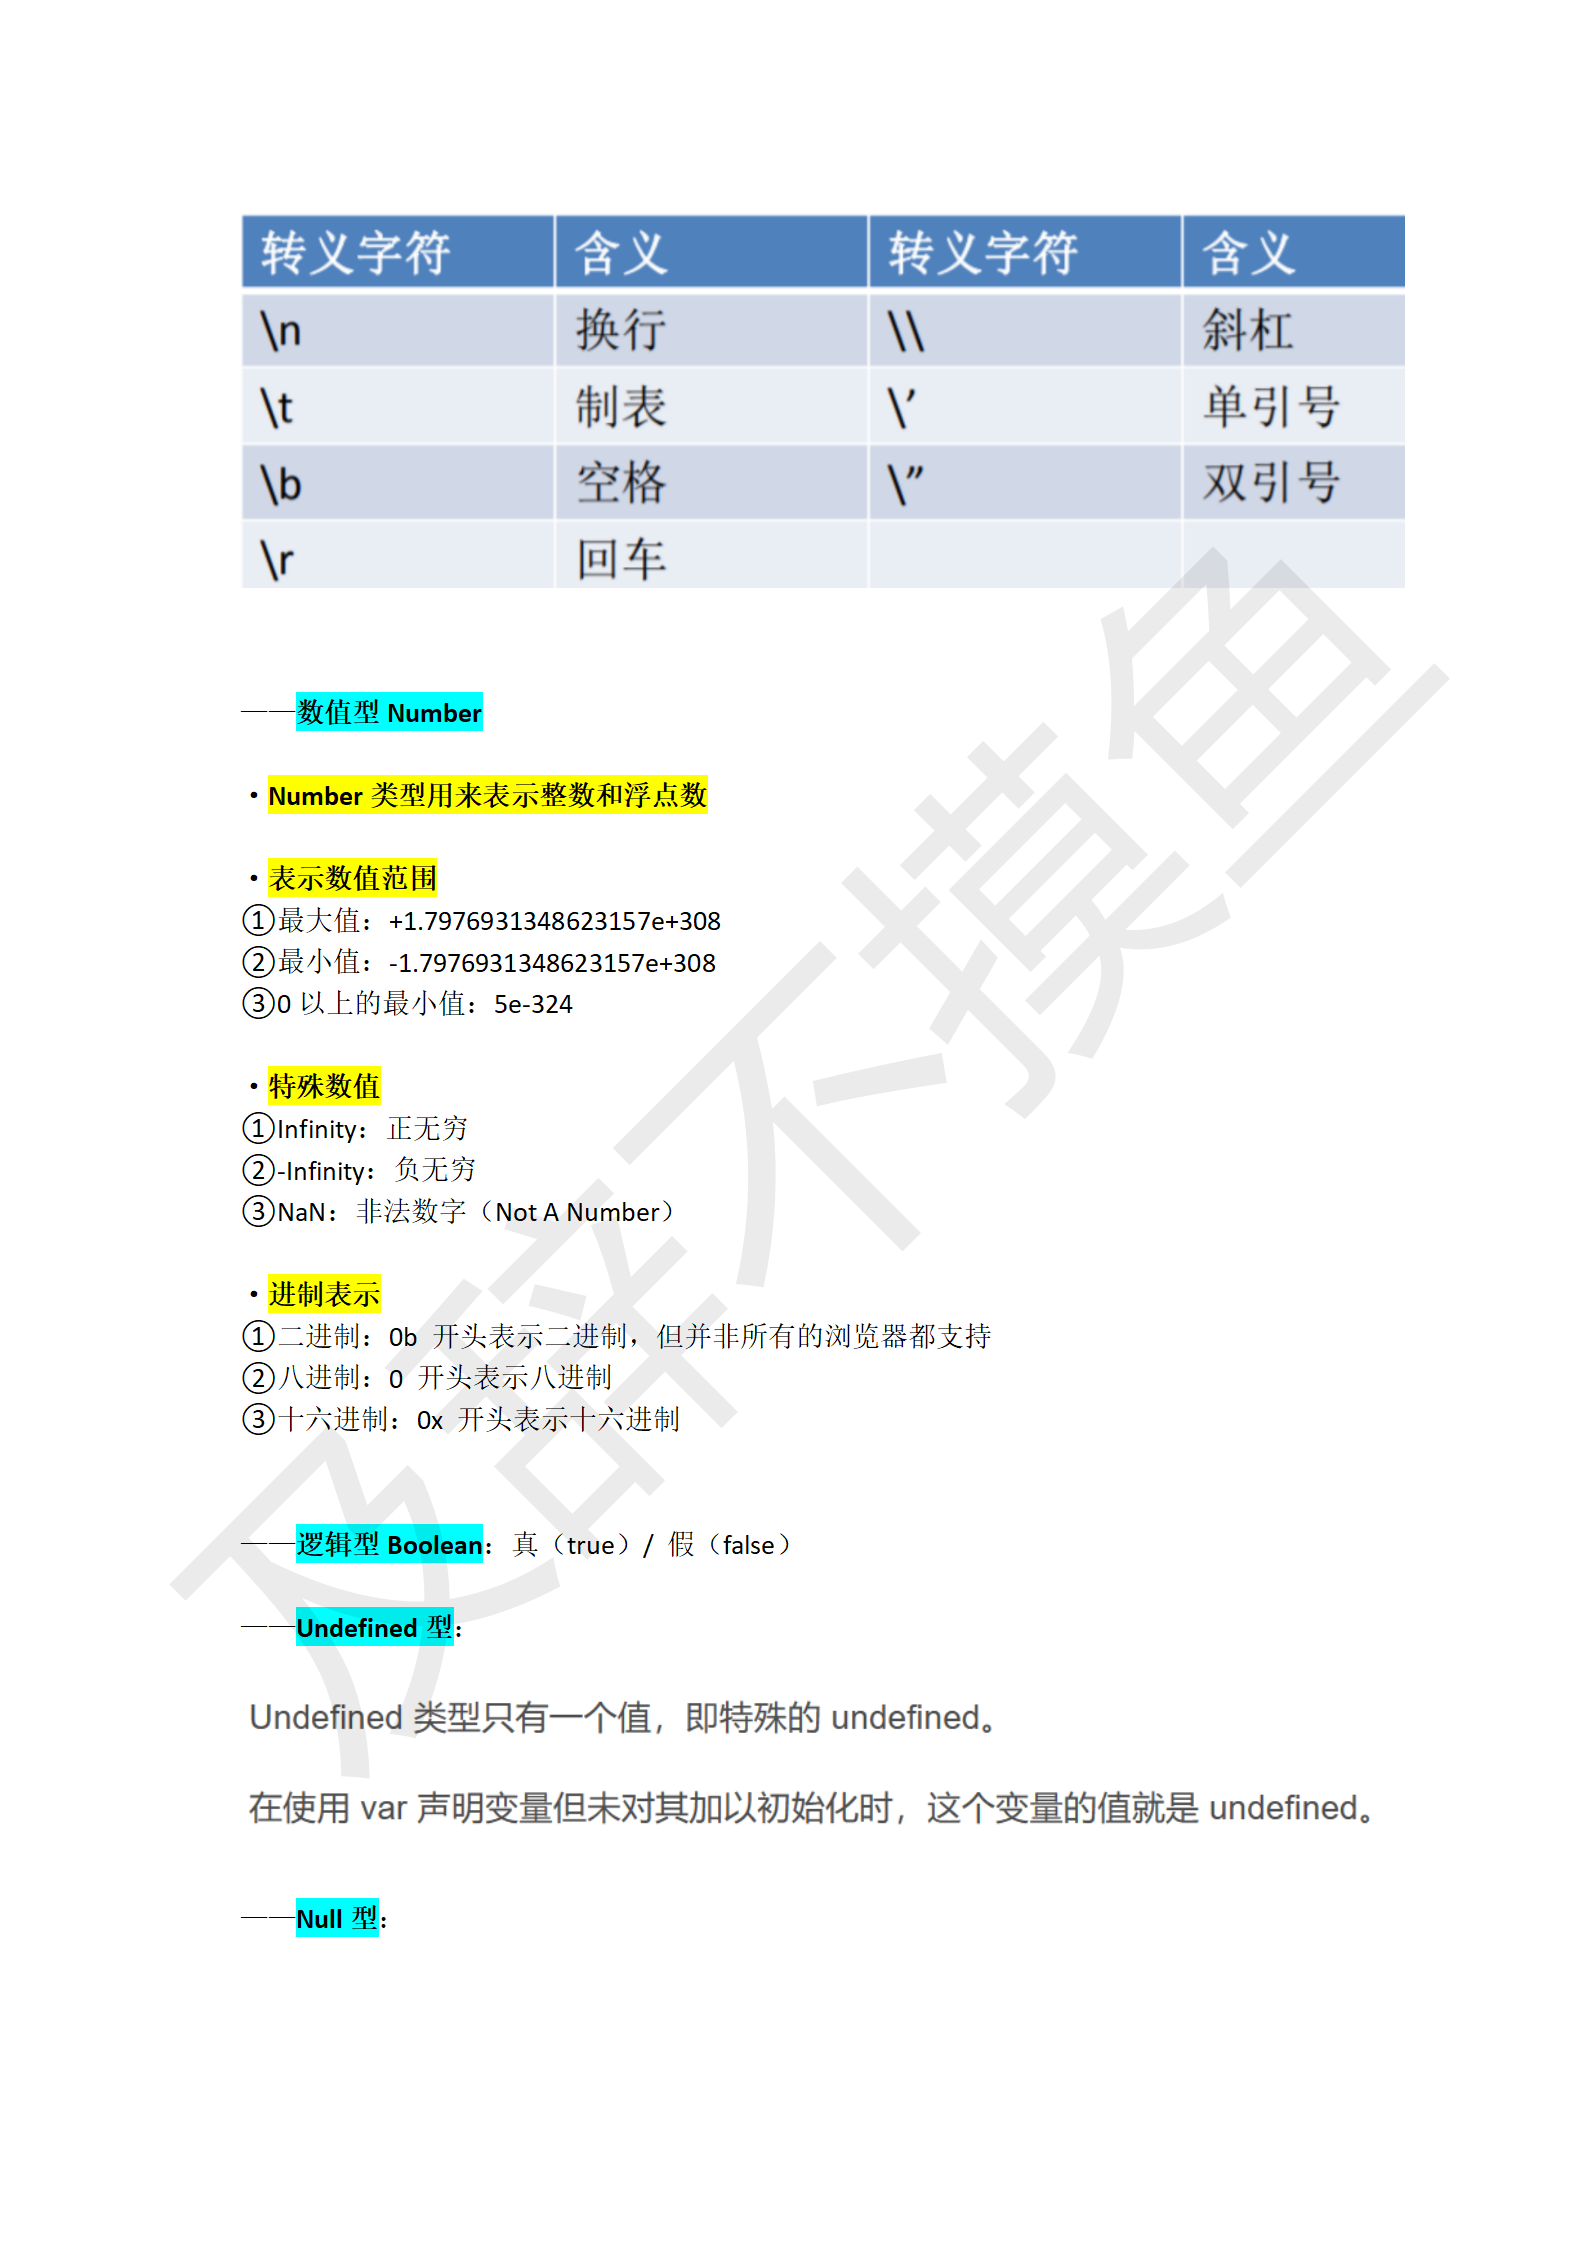 转义字符 含义 转义字符 含义
\n 换行 \\ 斜杠
\t 制表 \’ 单引号
\b 空格 \” 双引号
\r 回车
——数值型 Number
·Number 类型用来表示整数和浮点数
·表示数值范围
①最大值：+1.7976931348623157e+308
②最小值：-1.7976931348623157e+308
③0 以上的最小值：5e-324
·特殊数值
①Infinity：正无穷
②-Infinity：负无穷
③NaN：非法数字（Not A Number）
·进制表示
①二进制：0b 开头表示二进制，但并非所有的浏览器都支持
②八进制：0 开头表示八进制
③十六进制：0x 开头表示十六进制
——逻辑型 Boolean：真（true）/ 假（false）
——Undefined 型：
Undefined 类型只有一个值，即特殊的 undefined。
在使用 var 声明变量但未对其加以初始化时，这个变量的值就是 undefined。
——Null 型：
及辞不摸鱼